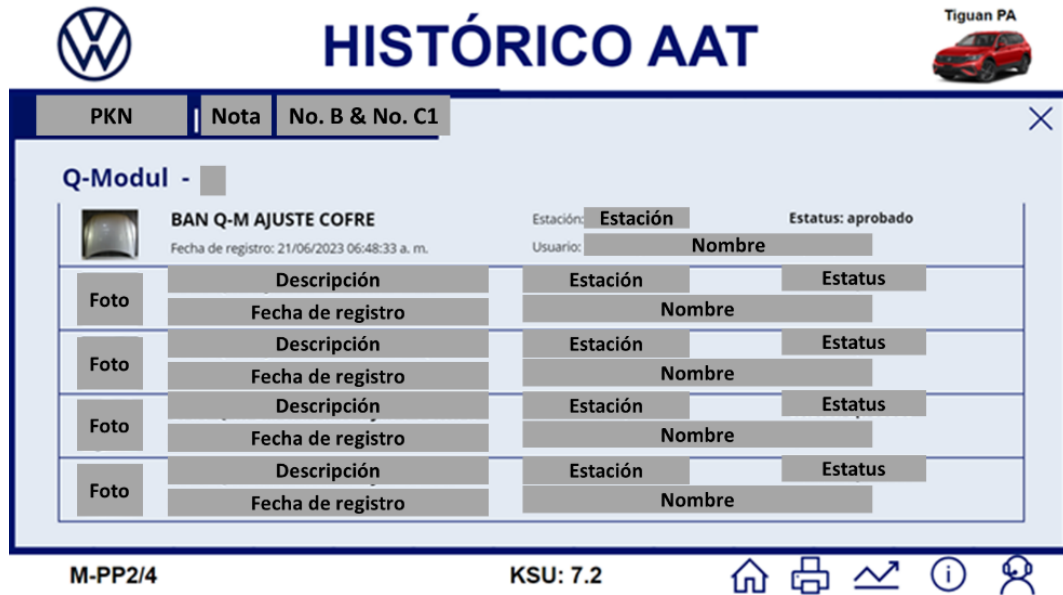 Tiguan PA
HISTÓRICO AAT
PKN Nota No. B & No. C1
Q-Modul -
BAN Q-M AJUSTE COFRE Estación: Estación Estatus: aprobado
Fecha de registro: 21/06/2023 06:48:33 a. m. Usuario: Nombre
Foto Descripción Estación Estatus
Fecha de registro Nombre
Foto Descripción Estación Estatus
Fecha de registro Nombre
Foto Descripción Estación Estatus
Fecha de registro Nombre
Foto Descripción Estación Estatus
Fecha de registro Nombre
M-PP2/4 KSU: 7.2